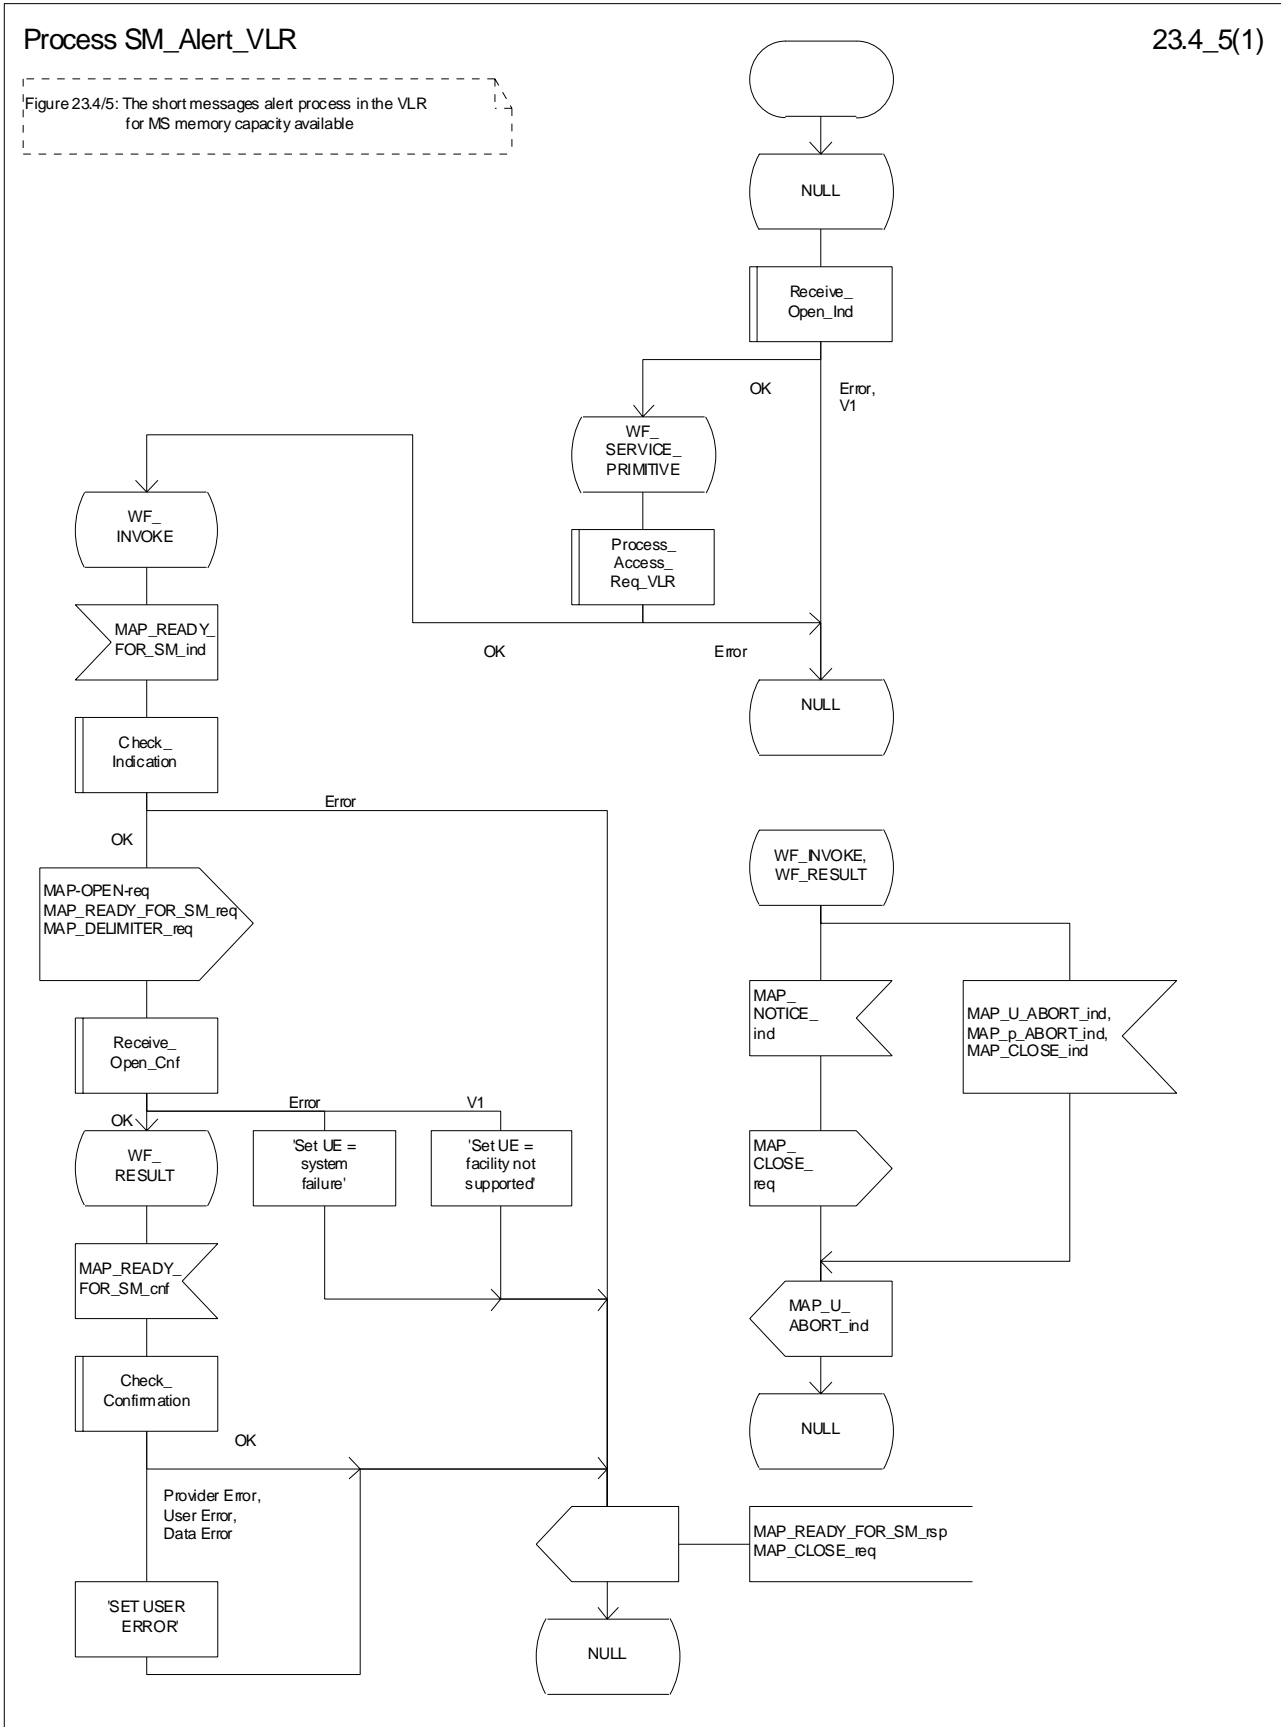 Process SM_Alert_VLR
23.4_5(1)
Figure 23.4/5: The short messages alert process in the VLR
for MS memory capacity available
NULL
Receive_
Open_Ind
OK
Error,
V1
WF_
SERVICE_
PRIMITIVE
WF_
INVOKE
Process_
Access_
Req_VLR
MAP_READY_
FOR_SM_ind
OK
Error
NULL
Check_
Indication
Error
OK
WF_INVOKE,
WF_RESULT
MAP-OPEN-req
MAP_READY_FOR_SM_req
MAP_DELIMITER_req
MAP_
NOTICE_
ind
MAP_U_ABORT_ind,
MAP_p_ABORT_ind,
MAP_CLOSE_ind
Receive_
Open_Cnf
Error
V1
OK
WF_
RESULT
'Set UE =
system
failure'
'Set UE =
facility not
supported'
MAP_
CLOSE_
req
MAP_READY_
FOR_SM_cnf
MAP_U_
ABORT_ind
Check_
Confirmation
NULL
OK
Provider Error,
User Error,
Data Error
MAP_READY_FOR_SM_rsp
MAP_CLOSE_req
'SET USER
ERROR'
NULL